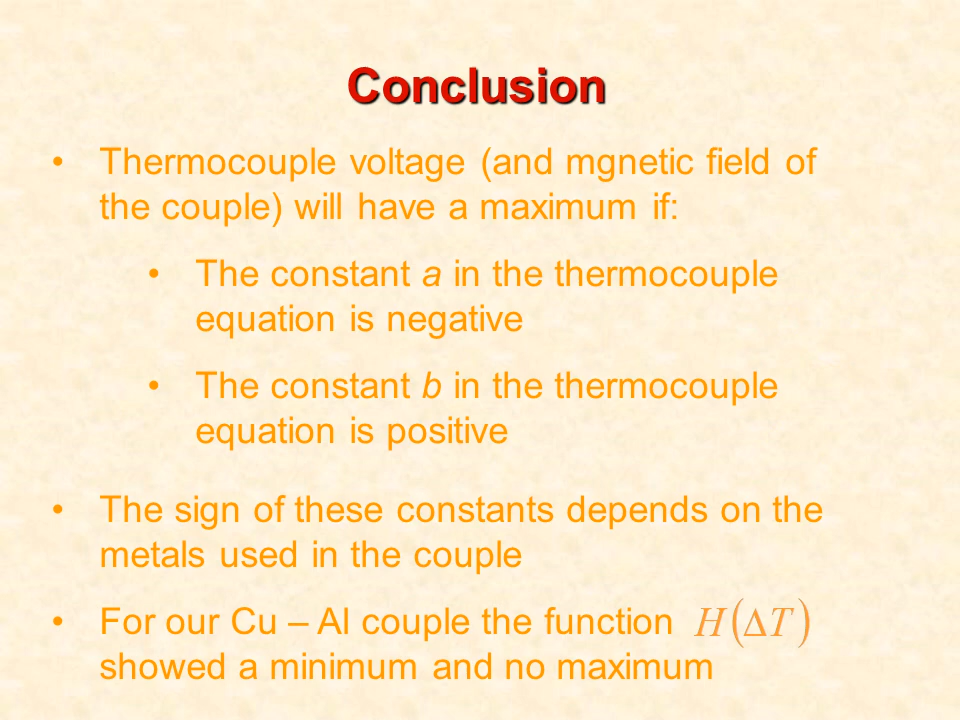 Conclusion
• Thermocouple voltage (and mgnetic field of
the couple) will have a maximum if:
• The constant a in the thermocouple
equation is negative
• The constant b in the thermocouple
equation is positive
• The sign of these constants depends on the
metals used in the couple
• For our Cu – Al couple the function H(ΔT)
showed a minimum and no maximum